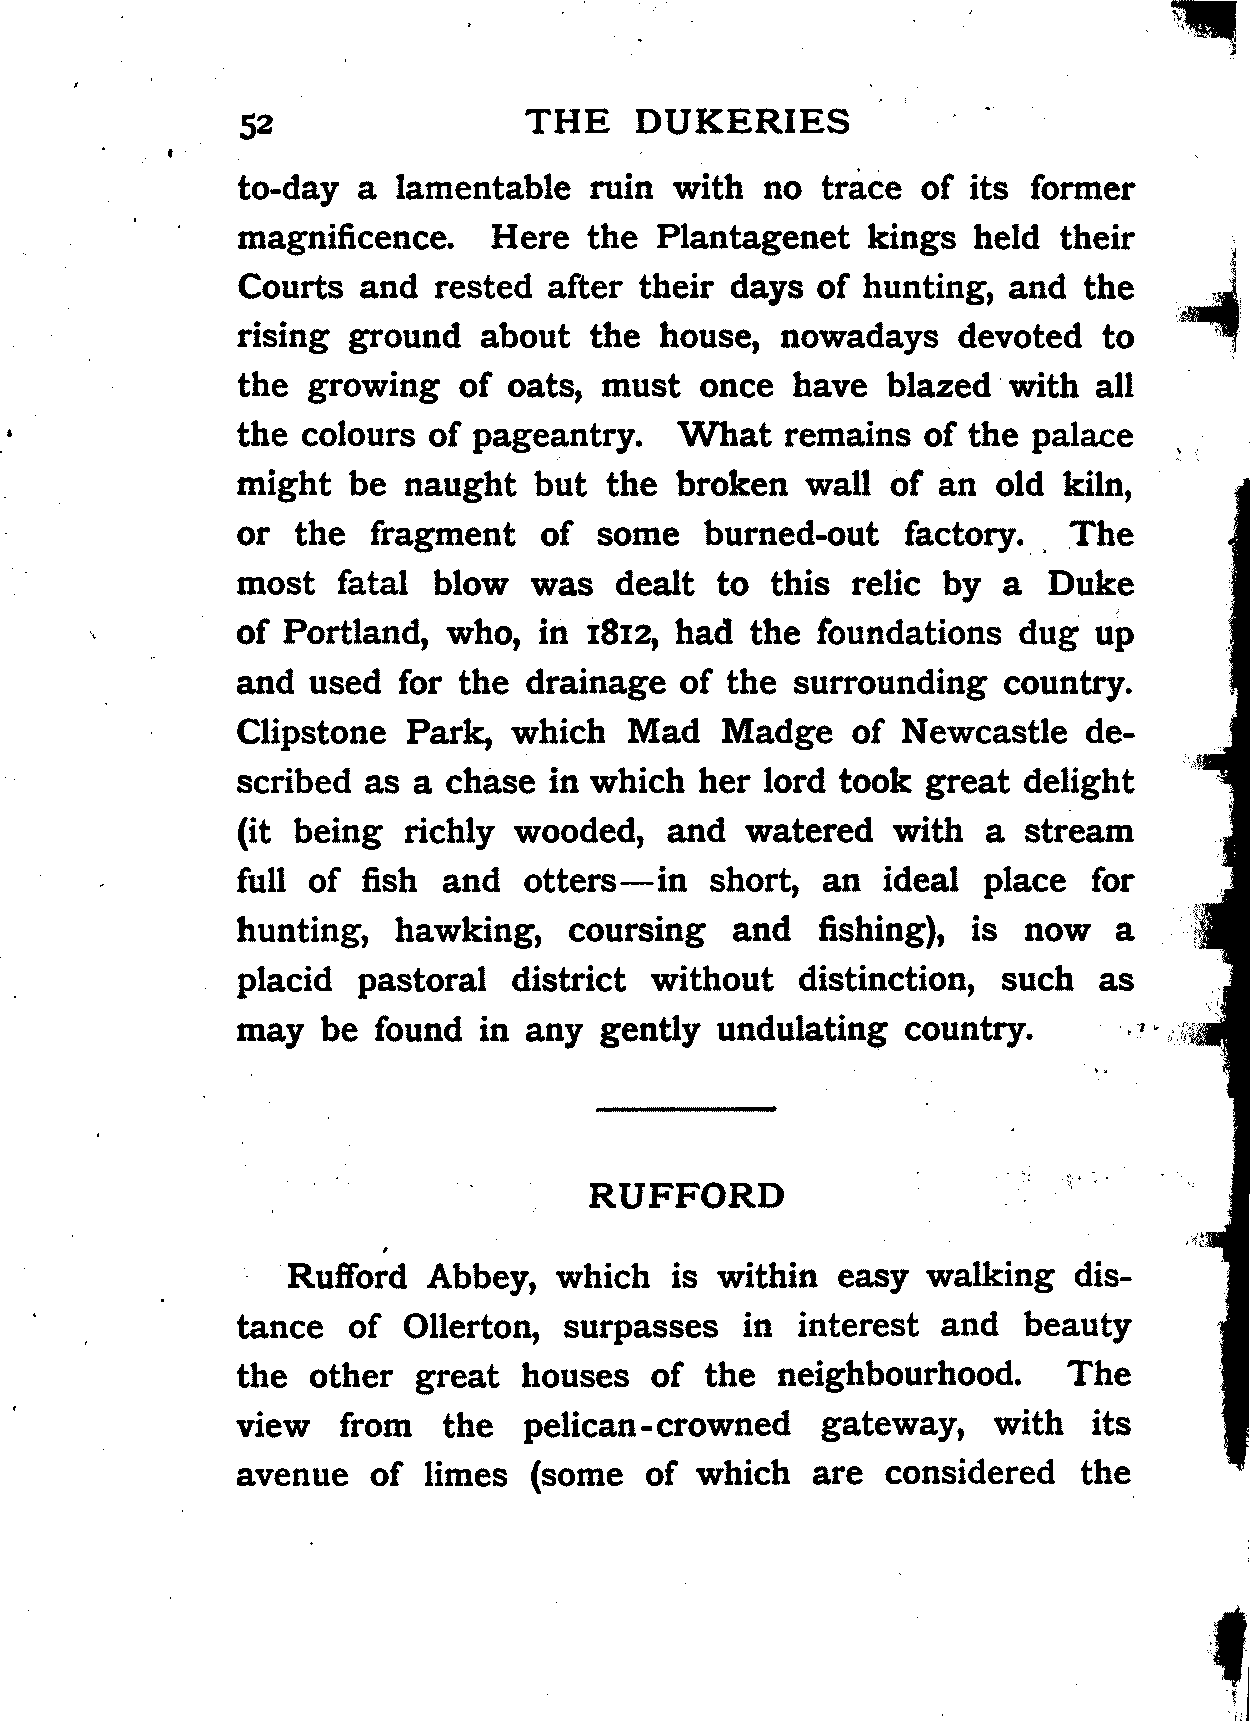 52 THE DUKERIES
to-day a lamentable ruin with no trace of its former
magnificence. Here the Plantagenet kings held their
Courts and rested after their days of hunting, and the
rising ground about the house, nowadays devoted to
the growing of oats, must once have blazed with all
the colours of pageantry. What remains of the palace
might be naught but the broken wall of an old kiln,
or the fragment of some burned-out factory. The
most fatal blow was dealt to this relic by a Duke
of Portland, who, in 1812, had the foundations dug up
and used for the drainage of the surrounding country.
Clipstone Park, which Mad Madge of Newcastle de-
scribed as a chase in which her lord took great delight
(it being richly wooded, and watered with a stream
full of fish and otters—in short, an ideal place for
hunting, hawking, coursing and fishing), is now a
placid pastoral district without distinction, such as
may be found in any gently undulating country.
RUFFORD
Rufford Abbey, which is within easy walking dis-
tance of Ollerton, surpasses in interest and beauty
the other great houses of the neighbourhood. The
view from the pelican-crowned gateway, with its
avenue of limes (some of which are considered the